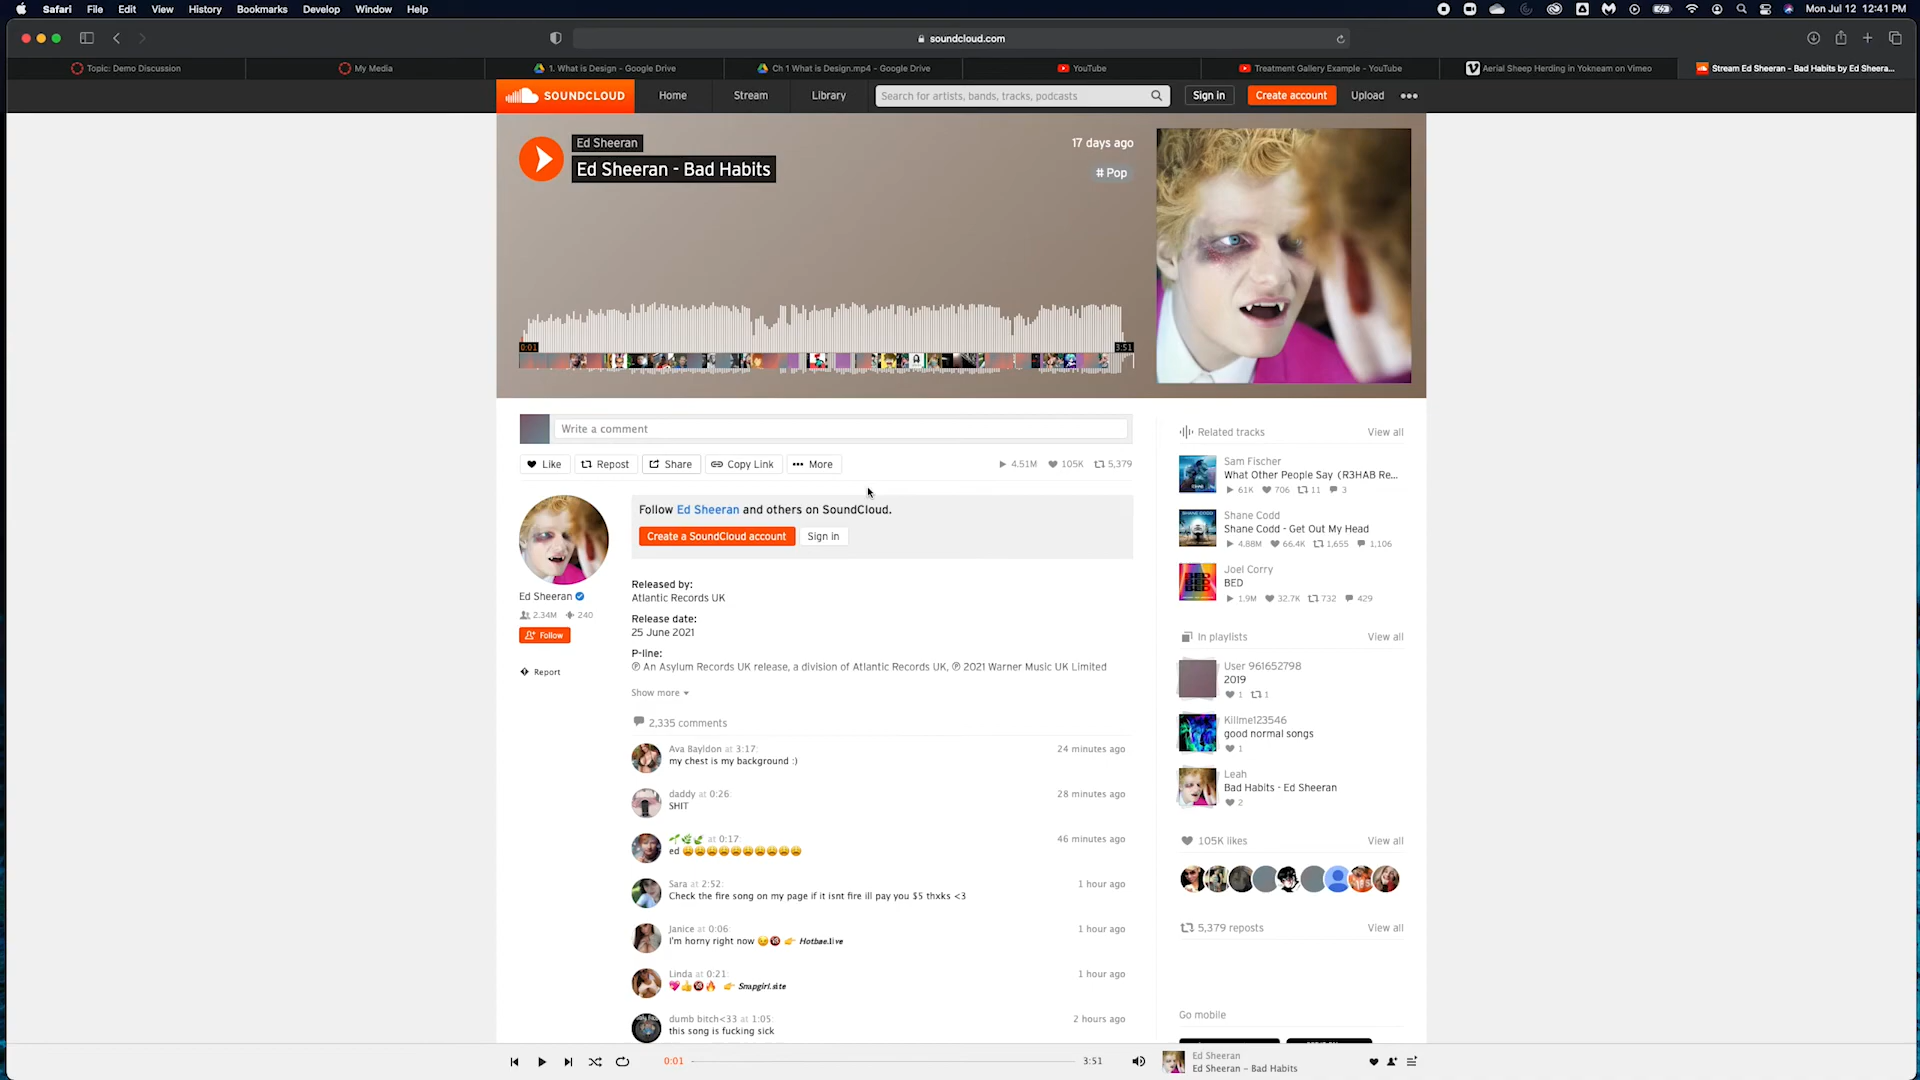 Safari File Edit View History Bookmarks Develop Window Help Mon Jul 12 12:41 PM
soundcloud.com
Topic: Demo Discussion My Media 1. What is Design - Google Drive Ch 1 What is Design.mp4 - Google Drive YouTube Treatment Gallery Example - YouTube Aerial Sheep Herding in Yokneam on Vimeo Stream Ed Sheeran - Bad Habits by Ed Sheera...
SOUNDCLOUD Home Stream Library Search for artists, bands, tracks, podcasts Sign in Create account Upload
Ed Sheeran
17 days ago
Ed Sheeran - Bad Habits
# Pop
0:01 3:51
Write a comment
Like Repost Share Copy Link More 4.51M 105K 5,379
Follow Ed Sheeran and others on SoundCloud.
Create a SoundCloud account Sign in
Ed Sheeran
2.34M 240
Follow
Report
Released by:
Atlantic Records UK
Release date:
25 June 2021
P-line:
℗ An Asylum Records UK release, a division of Atlantic Records UK, ℗ 2021 Warner Music UK Limited
Show more
2,335 comments
Ava Bayldon at 3:17: 24 minutes ago
my chest is my background :)
daddy at 0:26: 28 minutes ago
SHIT
🌱🌿🍃 at 0:17: 46 minutes ago
ed 😩😩😩😩😩😩😩😩😩😩
Sara at 2:52: 1 hour ago
Check the fire song on my page if it isnt fire ill pay you $5 thxks <3
Janice at 0:06: 1 hour ago
I'm horny right now 😏🔞 👉 Hotbae.live
Linda at 0:21: 1 hour ago
💖👍🔞🔥 👉 Snapgirl.site
dumb bitch<33 at 1:05: 2 hours ago
this song is fucking sick
Related tracks View all
Sam Fischer
What Other People Say (R3HAB Re...
61K 706 11 3
Shane Codd
Shane Codd - Get Out My Head
4.88M 66.4K 1,655 1,106
Joel Corry
BED
1.9M 32.7K 732 429
In playlists View all
User 961652798
2019
1 1
Killme123546
good normal songs
1
Leah
Bad Habits - Ed Sheeran
2
105K likes View all
5,379 reposts View all
Go mobile
0:01 3:51
Ed Sheeran
Ed Sheeran - Bad Habits